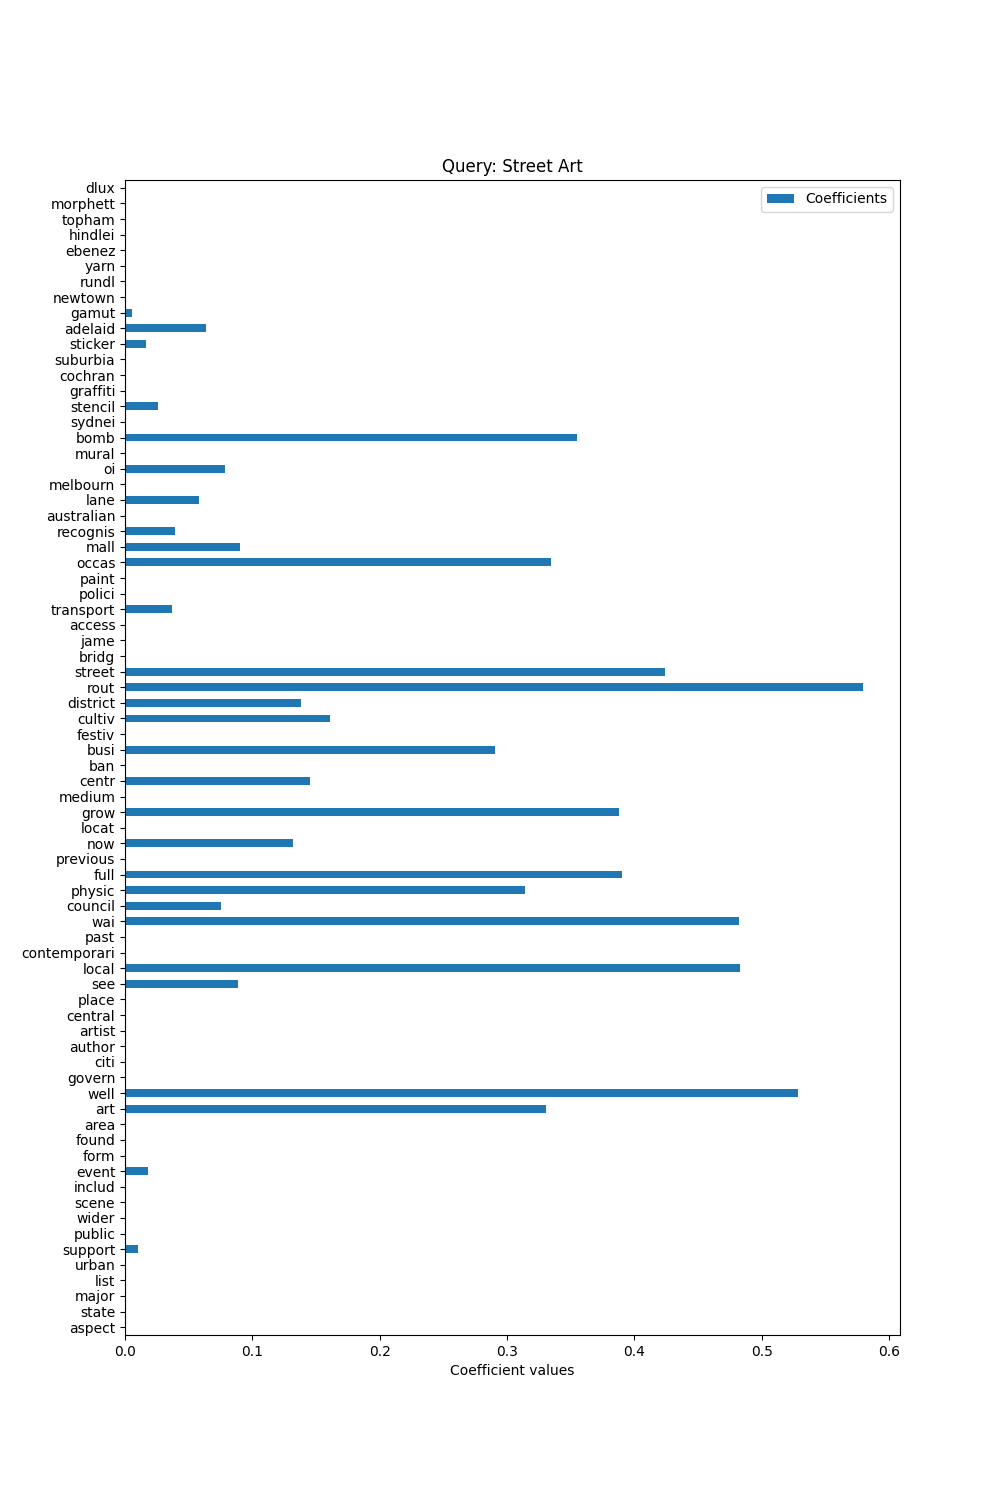 Query: Street Art
Coefficients
dlux
morphett
topham
hindlei
ebenez
yarn
rundl
newtown
gamut
adelaid
sticker
suburbia
cochran
graffiti
stencil
sydnei
bomb
mural
oi
melbourn
lane
australian
recognis
mall
occas
paint
polici
transport
access
jame
bridg
street
rout
district
cultiv
festiv
busi
ban
centr
medium
grow
locat
now
previous
full
physic
council
wai
past
contemporari
local
see
place
central
artist
author
citi
govern
well
art
area
found
form
event
includ
scene
wider
public
support
urban
list
major
state
aspect
0.0 0.1 0.2 0.3 0.4 0.5 0.6
Coefficient values